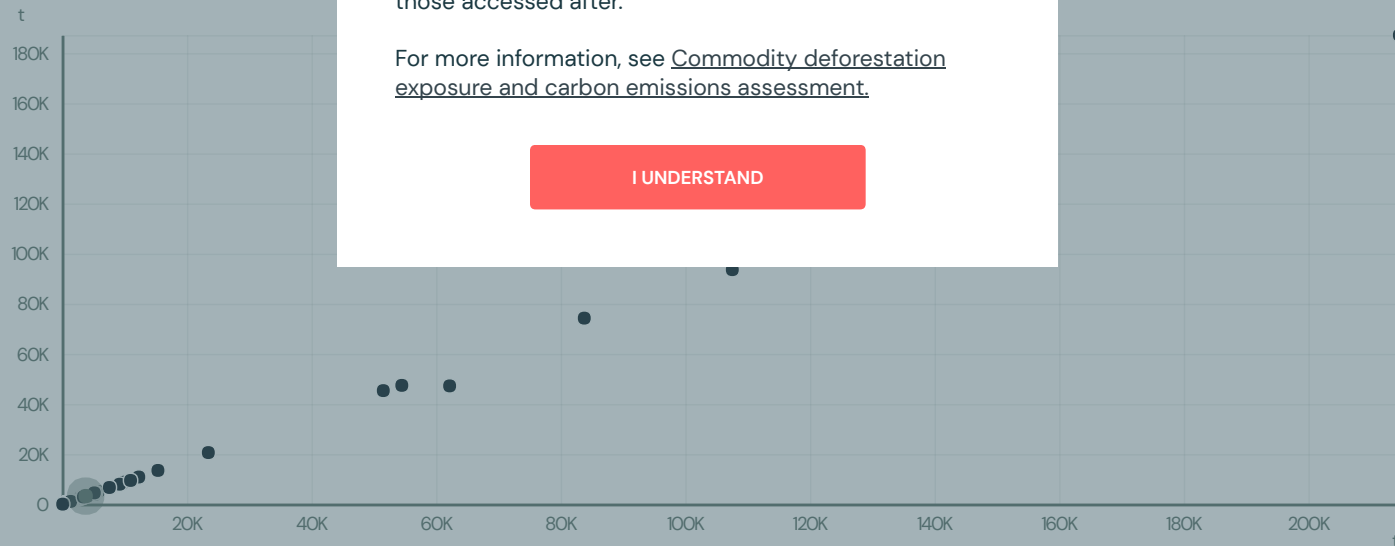 those accessed after.
For more information, see Commodity deforestation
exposure and carbon emissions assessment.
I UNDERSTAND
t
180K
160K
140K
120K
100K
80K
60K
40K
20K
0
20K
40K
60K
80K
100K
120K
140K
160K
180K
200K